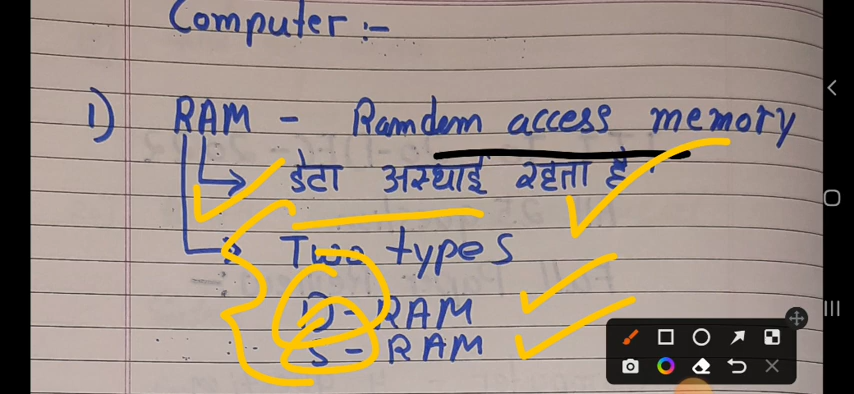 Computer :-
1) RAM - Ramdom access memory
डेटा अस्थाई रहता है।
Two types
D-RAM
S-RAM